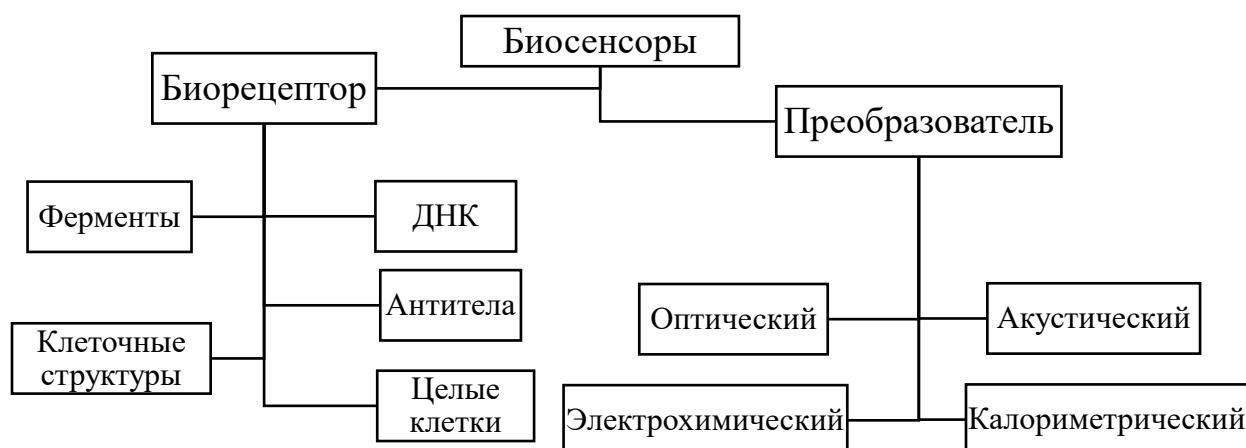 Биосенсоры
Биорецептор
Преобразователь
Ферменты
ДНК
Антитела
Клеточные
структуры
Целые
клетки
Оптический
Акустический
Электрохимический
Калориметрический